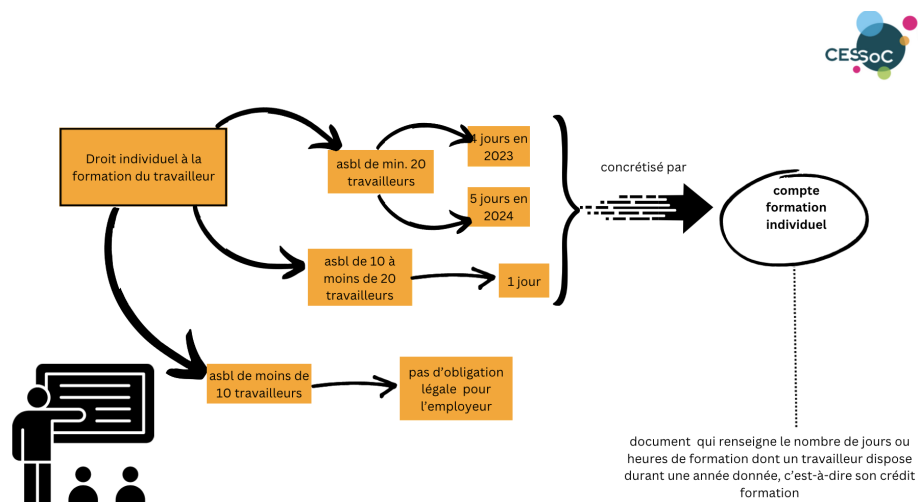 CESSoC
Droit individuel à la
formation du travailleur
asbl de min. 20
travailleurs
4 jours en
2023
5 jours en
2024
asbl de 10 à
moins de 20
travailleurs
1 jour
asbl de moins de
10 travailleurs
pas d’obligation
légale pour
l’employeur
concrétisé par
compte
formation
individuel
document qui renseigne le nombre de jours ou
heures de formation dont un travailleur dispose
durant une année donnée, c’est-à-dire son crédit
formation